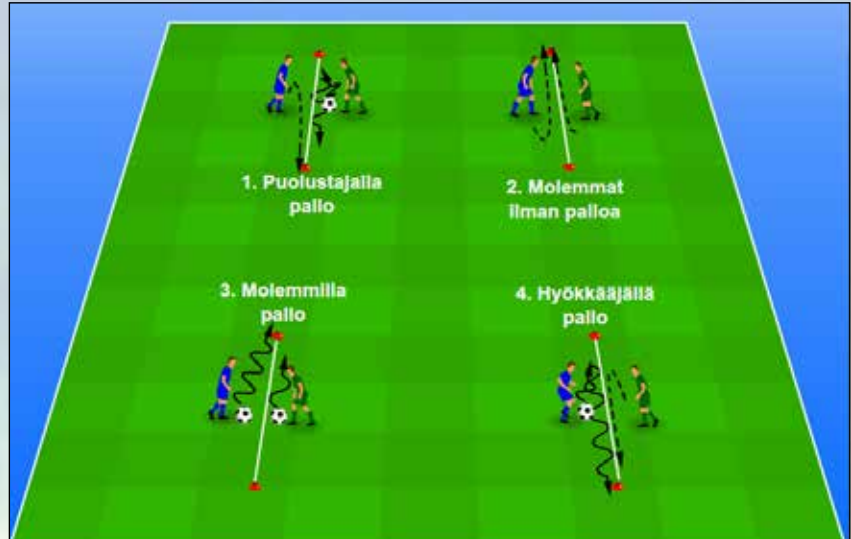 1. Puolustajalla
pallo
2. Molemmat
ilman palloa
3. Molemmilla
pallo
4. Hyökkääjällä
pallo